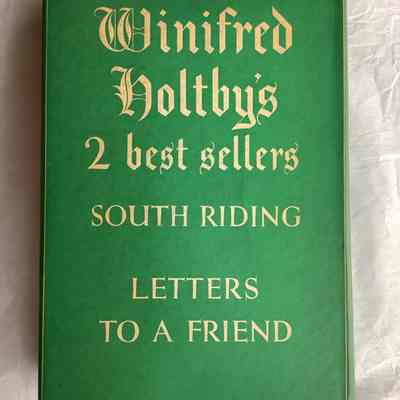 Winifred
Holtby's
2 best sellers
SOUTH RIDING
LETTERS
TO A FRIEND